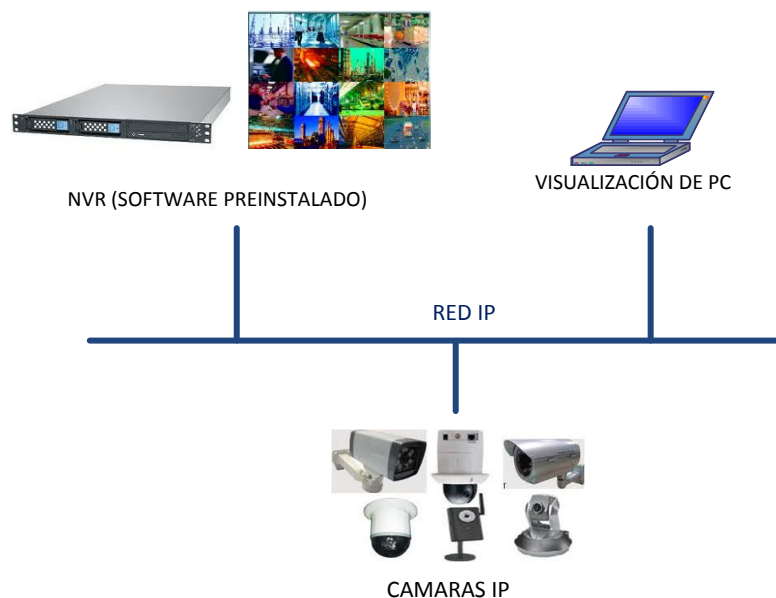 NVR (SOFTWARE PREINSTALADO)
VISUALIZACIÓN DE PC
RED IP
CAMARAS IP